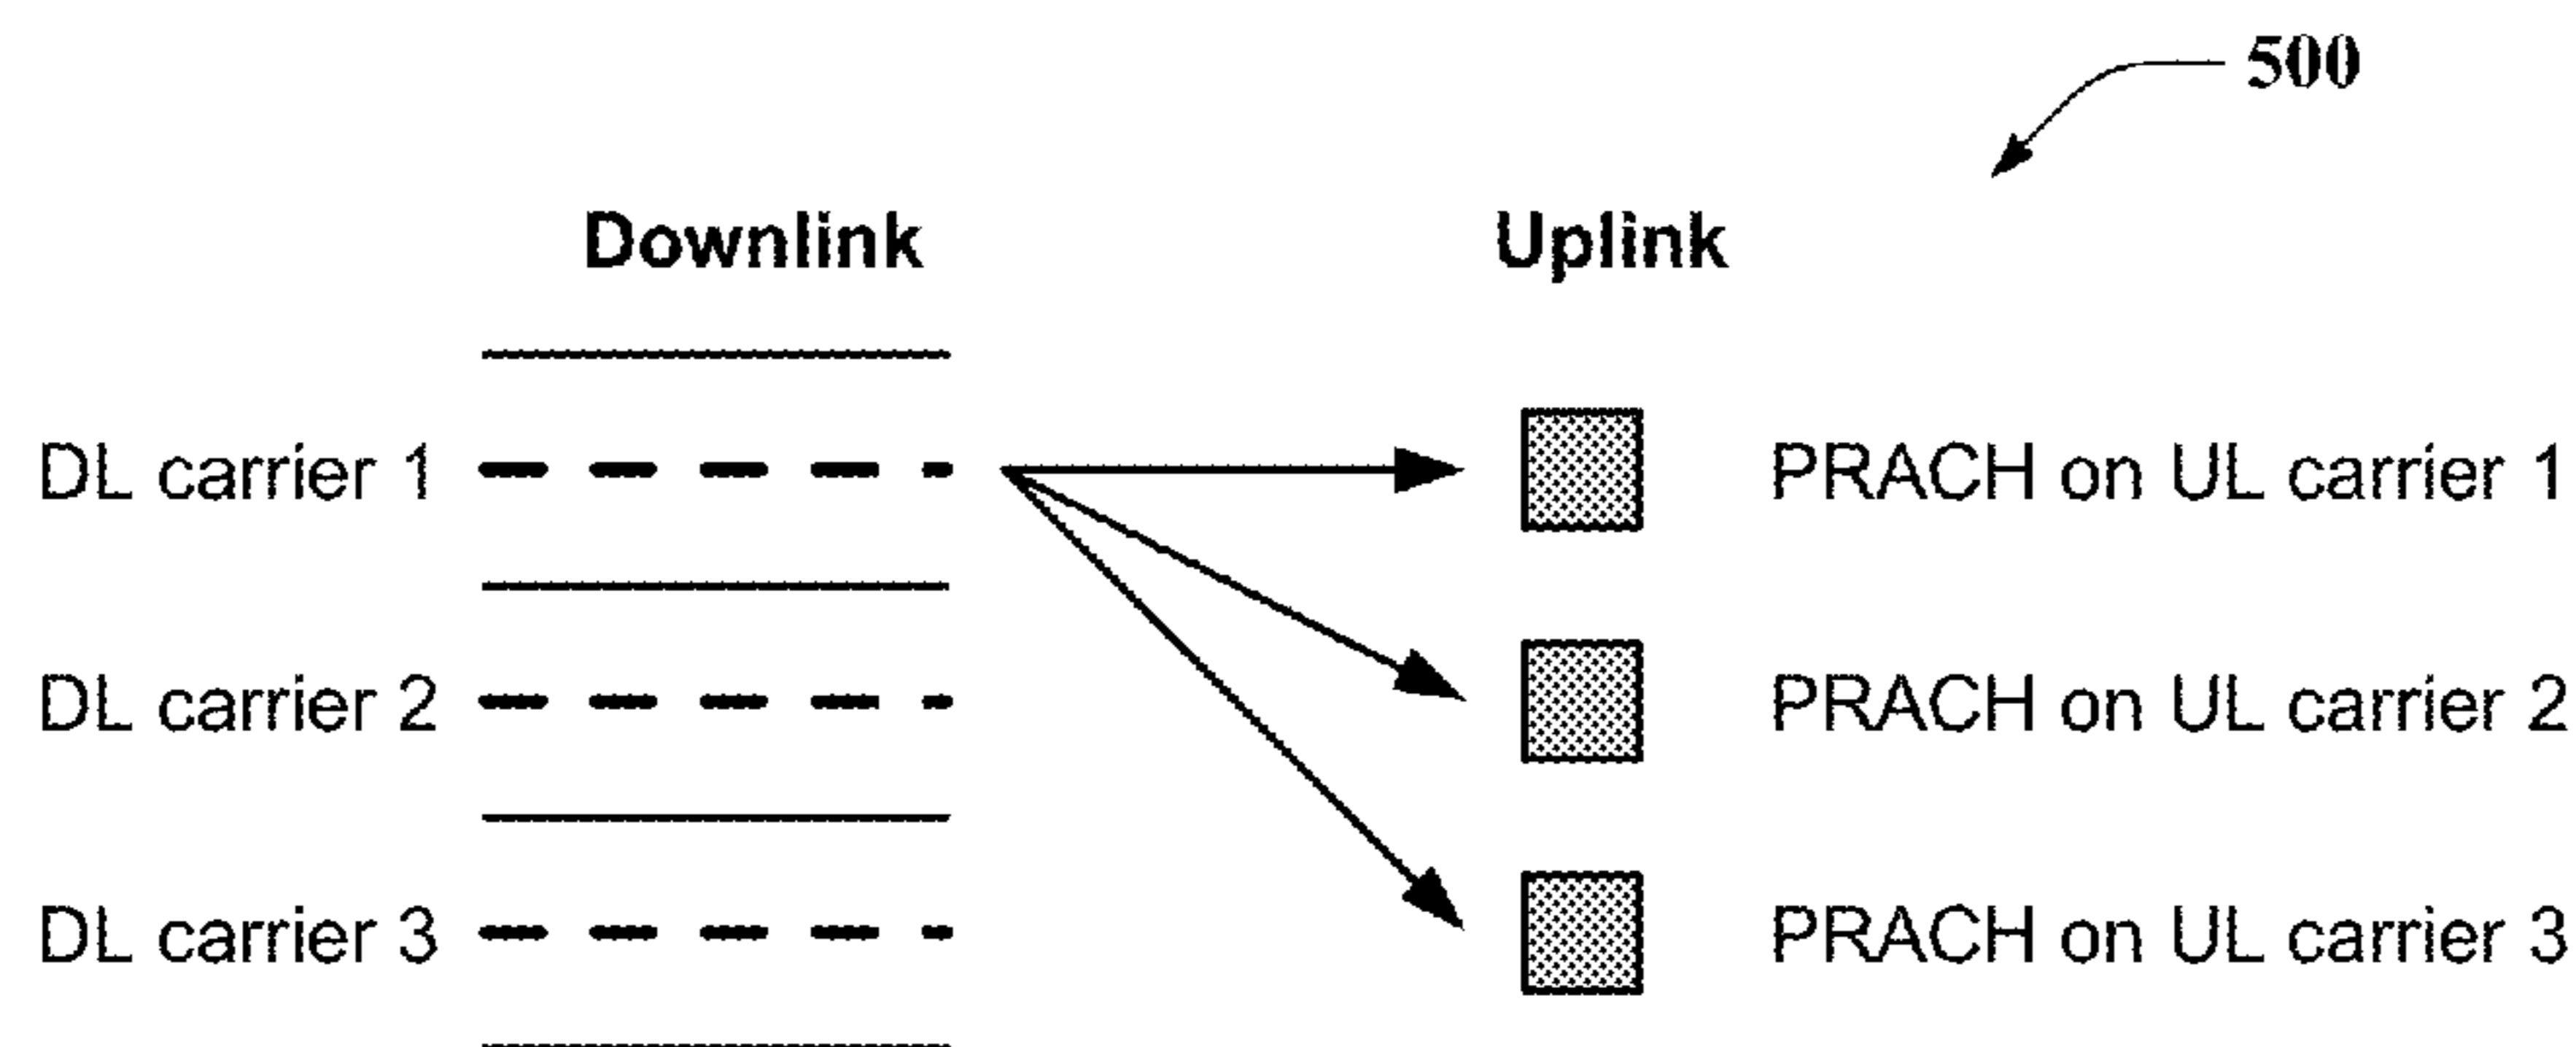 500
Downlink Uplink
DL carrier 1 PRACH on UL carrier 1
DL carrier 2 PRACH on UL carrier 2
DL carrier 3 PRACH on UL carrier 3